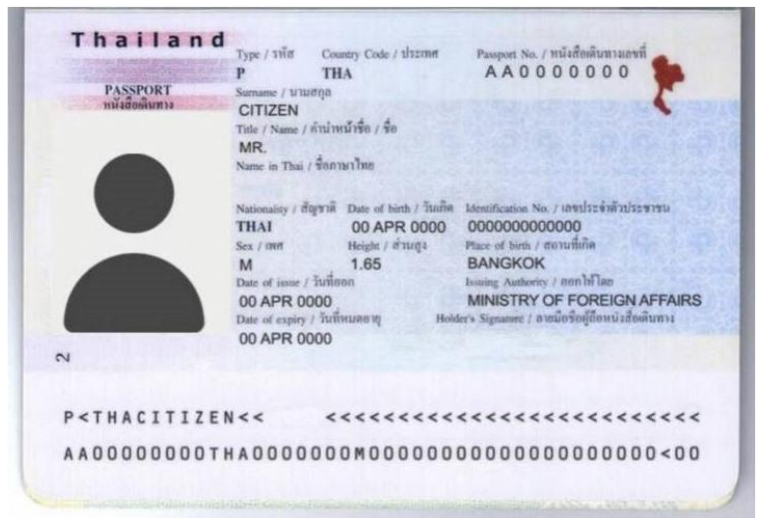 Thailand
PASSPORT
หนังสือเดินทาง
Type / รหัส Country Code / ประเทศ Passport No. / หนังสือเดินทางเลขที่
P THA AA0000000
Surname / นามสกุล
CITIZEN
Title / Name / คำนำหน้าชื่อ / ชื่อ
MR.
Name in Thai / ชื่อภาษาไทย
Nationality / สัญชาติ Date of birth / วันเกิด Identification No. / เลขประจำตัวประชาชน
THAI 00 APR 0000 0000000000000
Sex / เพศ Height / ส่วนสูง Place of birth / สถานที่เกิด
M 1.65 BANGKOK
Date of issue / วันที่ออก Issuing Authority / ออกให้โดย
00 APR 0000 MINISTRY OF FOREIGN AFFAIRS
Date of expiry / วันที่หมดอายุ Holder's Signature / ลายมือชื่อผู้ถือหนังสือเดินทาง
00 APR 0000
2
P<THACITIZEN<< <<<<<<<<<<<<<<<<<<<<<<<<<<
AA00000000THA0000000M0000000000000000000000<00